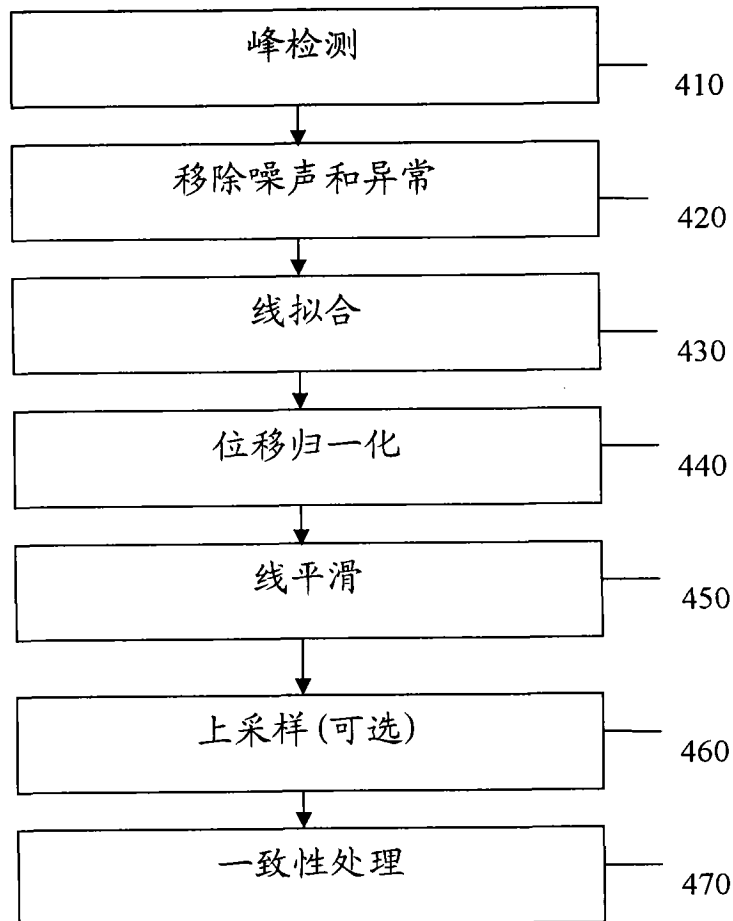 峰检测
410
移除噪声和异常
420
线拟合
430
位移归一化
440
线平滑
450
上采样(可选)
460
一致性处理
470